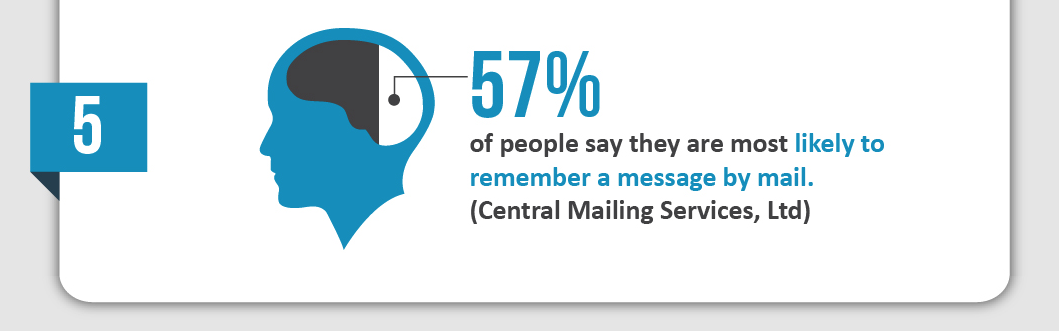 5
57%
of people say they are most likely to
remember a message by mail.
(Central Mailing Services, Ltd)